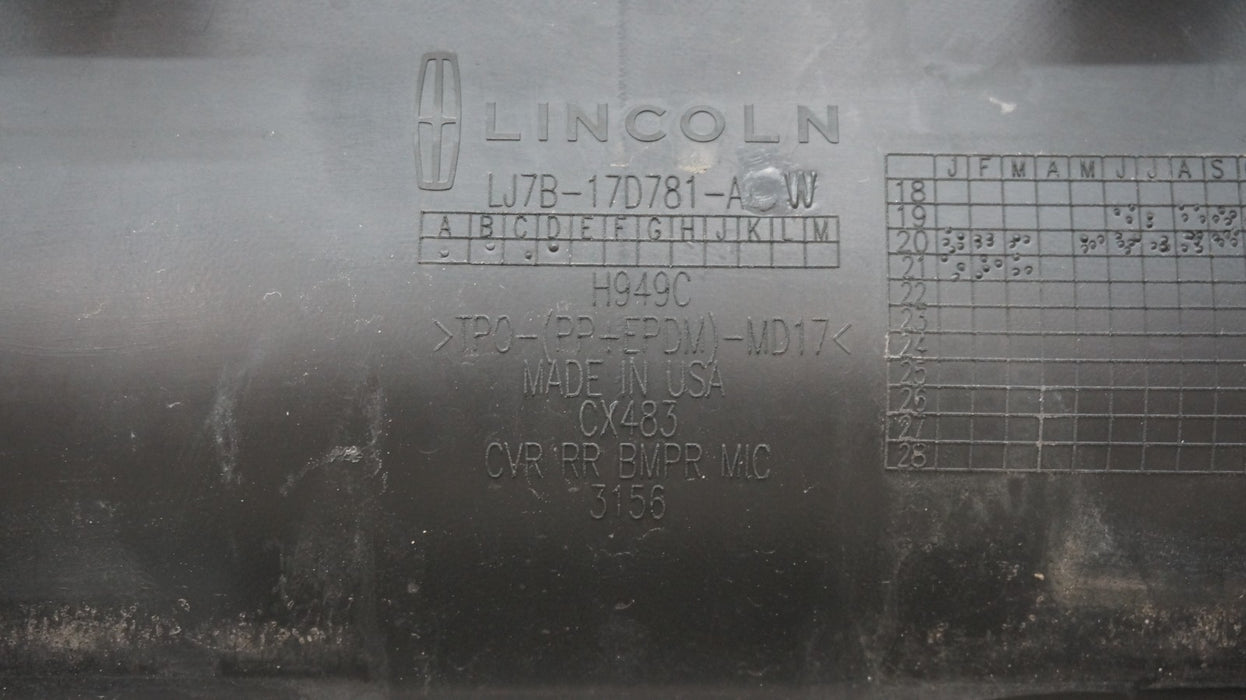 LINCOLN
LJ7B-17D781-A W
A B C D E F G H J K L M
H949C
>TPO-(PP+EPDM)-MD17<
MADE IN USA
CX483
CVR RR BMPR MIC
3156
J F M A M J J A S
18
19
20
21
22
23
24
25
26
27
28